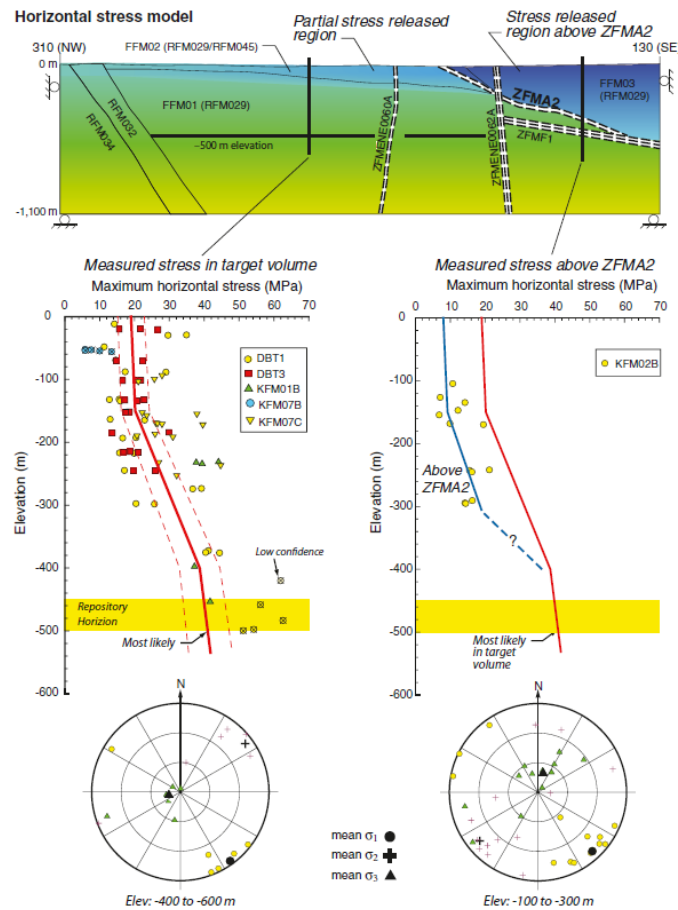 Horizontal stress model
310 (NW)
Partial stress released
region
Stress released
region above ZFMA2
130 (SE)
0 m
FFM02 (RFM029/RFM045)
FFM01 (RFM029)
RFM032
RFM034
−500 m elevation
ZFMENE0060A
ZFMENE0062A
ZFMA2
ZFMF1
FFM03
(RFM029)
-1,100 m
Measured stress in target volume
Maximum horizontal stress (MPa)
0 10 20 30 40 50 60 70
0
-100
-200
-300
-400
-500
-600
Elevation (m)
DBT1
DBT3
KFM01B
KFM07B
KFM07C
Low confidence
Repository
Horizion
Most likely
Measured stress above ZFMA2
Maximum horizontal stress (MPa)
0 10 20 30 40 50 60 70
0
-100
-200
-300
-400
-500
-600
Elevation (m)
KFM02B
Above
ZFMA2
?
Most likely
in target
volume
N
N
mean σ1
mean σ2
mean σ3
Elev: -400 to -600 m
Elev: -100 to -300 m